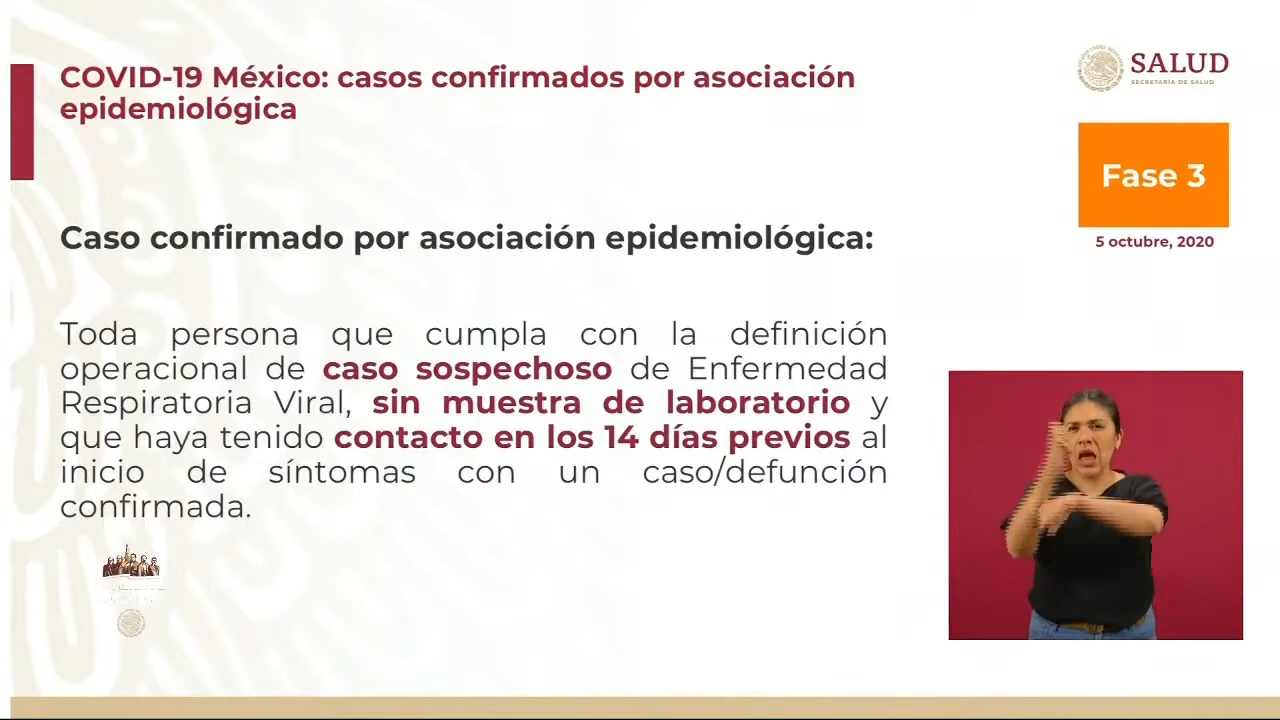 COVID-19 México: casos confirmados por asociación
epidemiológica
SALUD
SECRETARÍA DE SALUD
Fase 3
5 octubre, 2020
Caso confirmado por asociación epidemiológica:
Toda persona que cumpla con la definición
operacional de caso sospechoso de Enfermedad
Respiratoria Viral, sin muestra de laboratorio y
que haya tenido contacto en los 14 días previos al
inicio de síntomas con un caso/defunción
confirmada.